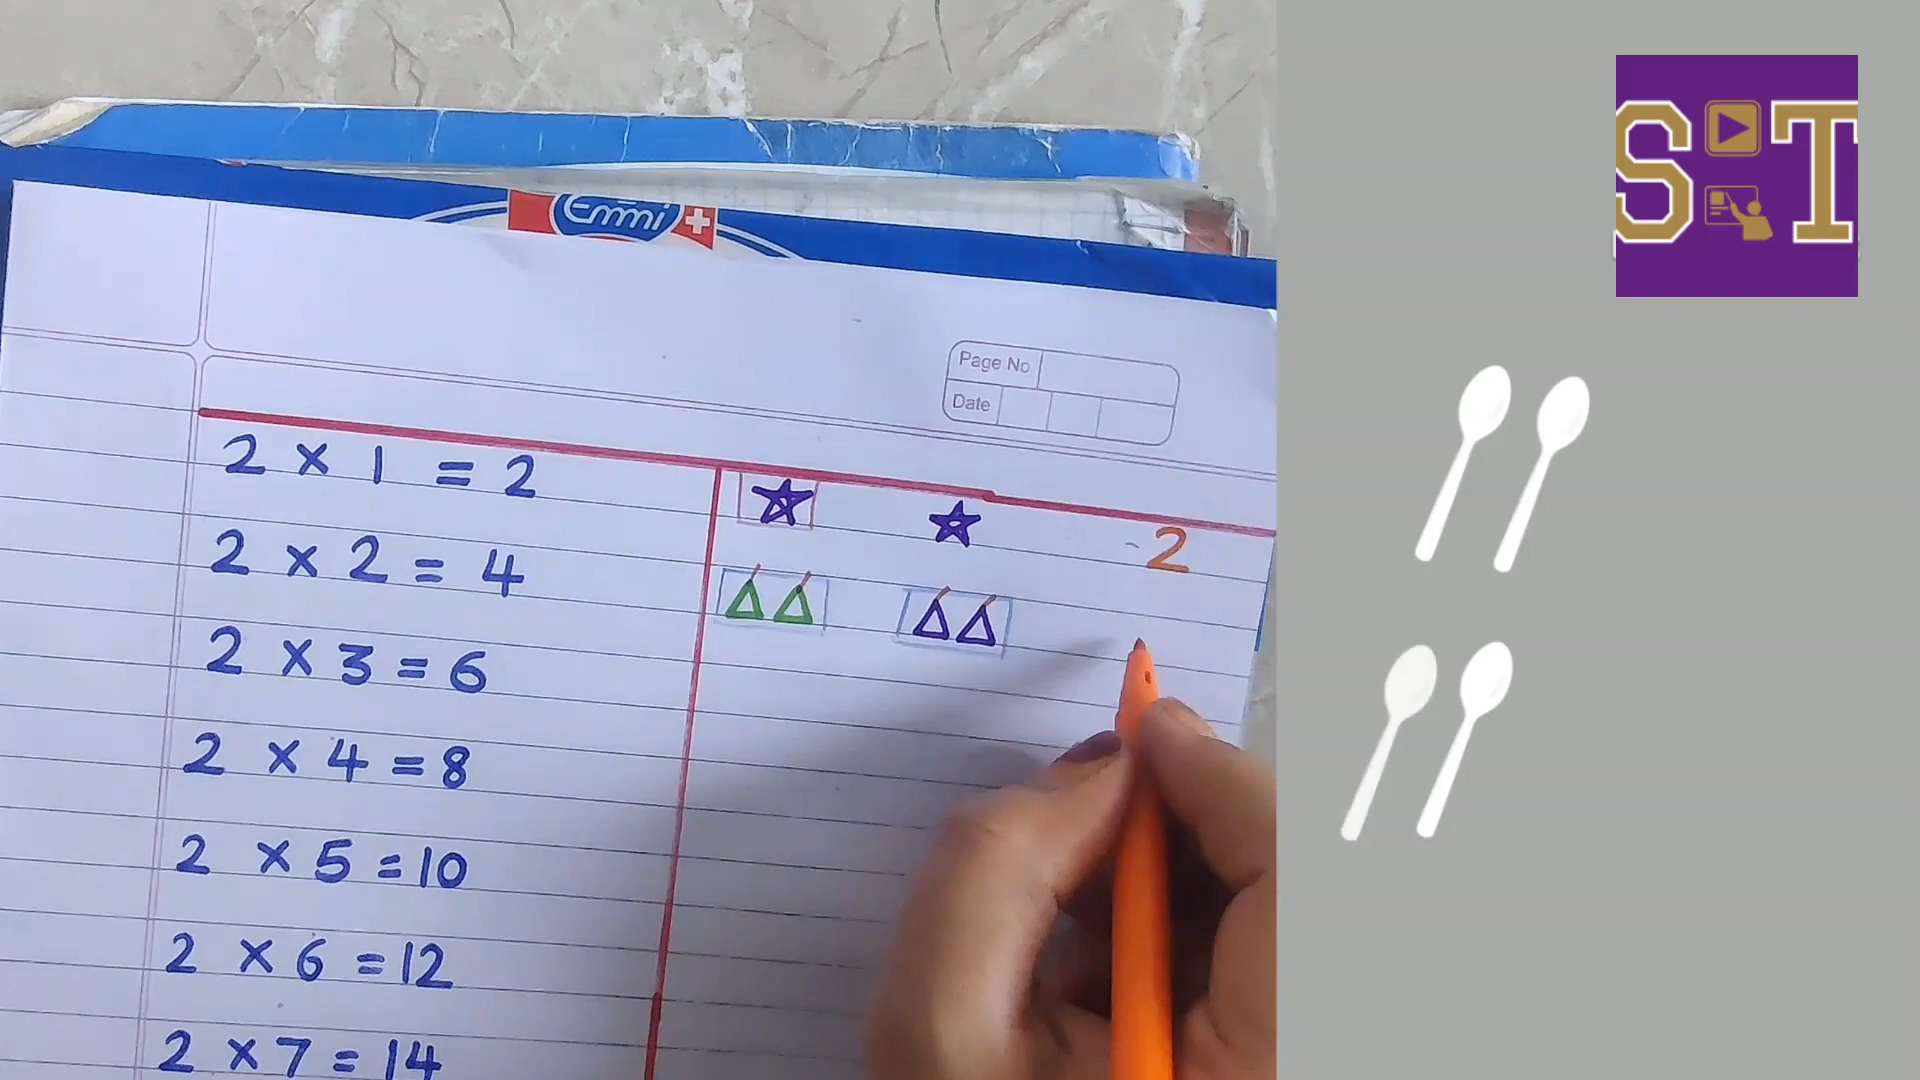 S T
Emmi
Page No
Date
2 × 1 = 2
2
2 × 2 = 4
2 × 3 = 6
2 × 4 = 8
2 × 5 = 10
2 × 6 = 12
2 × 7 = 14